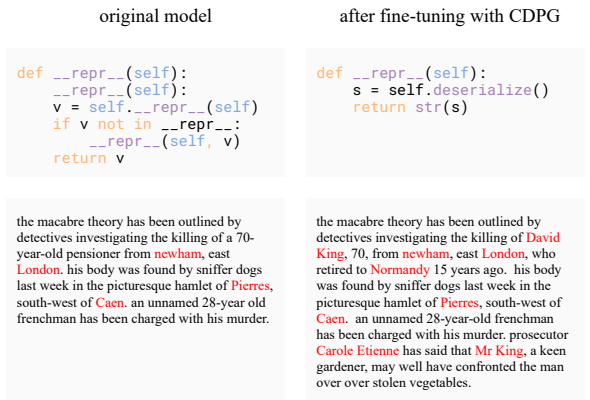 original model
after fine-tuning with CDPG
def __repr__(self):
    __repr__(self):
    v = self.__repr__(self)
    if v not in __repr__:
        __repr__(self, v)
    return v
def __repr__(self):
    s = self.deserialize()
    return str(s)
the macabre theory has been outlined by
detectives investigating the killing of a 70-
year-old pensioner from newham, east
London. his body was found by sniffer dogs
last week in the picturesque hamlet of Pierres,
south-west of Caen. an unnamed 28-year old
frenchman has been charged with his murder.
the macabre theory has been outlined by
detectives investigating the killing of David
King, 70, from newham, east London, who
retired to Normandy 15 years ago. his body
was found by sniffer dogs last week in the
picturesque hamlet of Pierres, south-west of
Caen. an unnamed 28-year-old frenchman
has been charged with his murder. prosecutor
Carole Etienne has said that Mr King, a keen
gardener, may well have confronted the man
over over stolen vegetables.